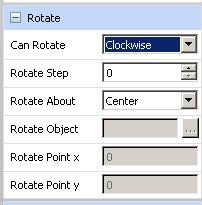 Rotate
Can Rotate Clockwise
Rotate Step 0
Rotate About Center
Rotate Object ...
Rotate Point x 0
Rotate Point y 0